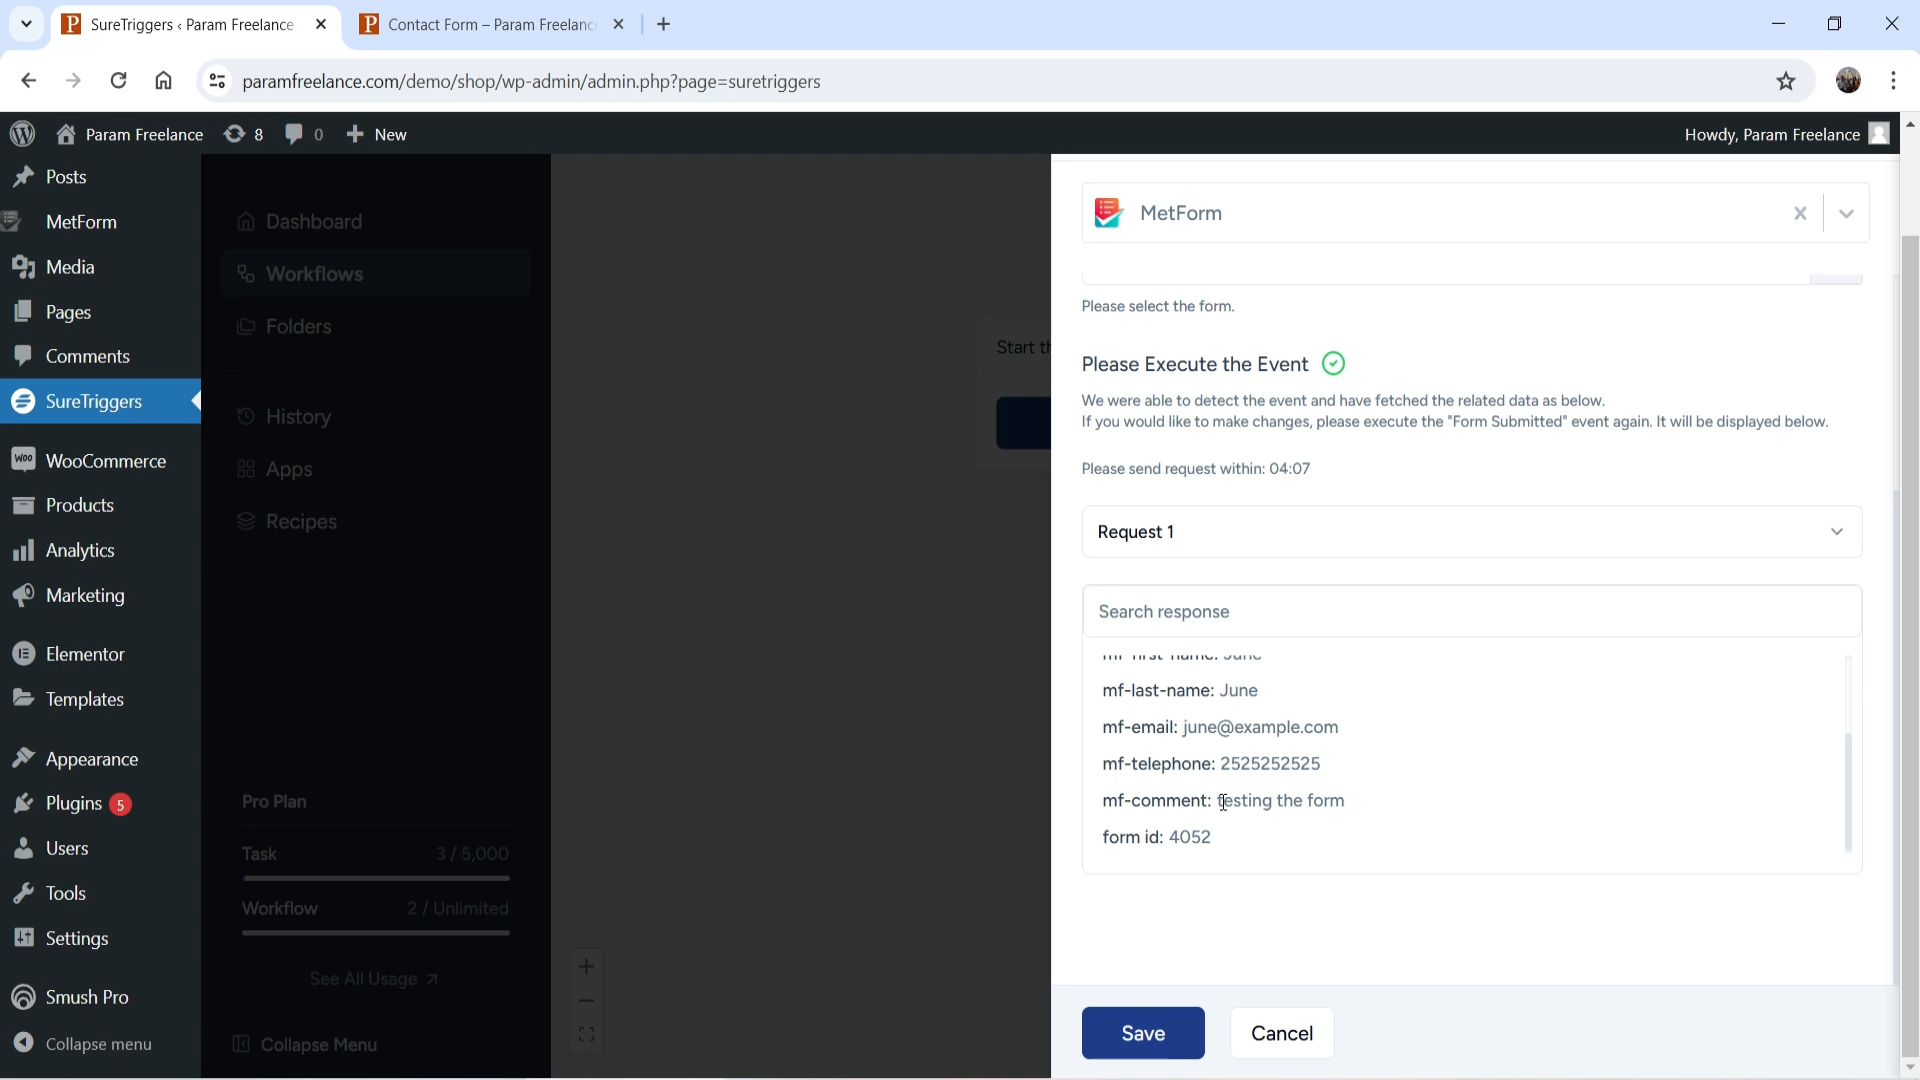 SureTriggers ‹ Param Freelance
Contact Form – Param Freelance
paramfreelance.com/demo/shop/wp-admin/admin.php?page=suretriggers
Param Freelance
8
0
New
Howdy, Param Freelance
Posts
MetForm
Media
Pages
Comments
SureTriggers
WooCommerce
Products
Analytics
Marketing
Elementor
Templates
Appearance
Plugins 5
Users
Tools
Settings
Smush Pro
Collapse menu
Dashboard
Workflows
Folders
History
Apps
Recipes
Pro Plan
Task 3 / 5,000
Workflow 2 / Unlimited
See All Usage
Collapse Menu
Start th
MetForm
Please select the form.
Please Execute the Event
We were able to detect the event and have fetched the related data as below.
If you would like to make changes, please execute the "Form Submitted" event again. It will be displayed below.
Please send request within: 04:07
Request 1
Search response
mf-first-name: June
mf-last-name: June
mf-email: june@example.com
mf-telephone: 2525252525
mf-comment: testing the form
form id: 4052
Save
Cancel